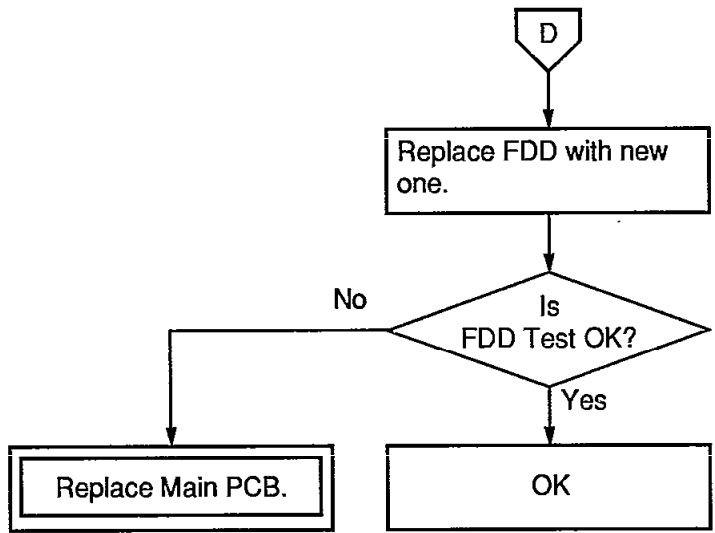 D
Replace FDD with new
one.
Is
FDD Test OK?
No
Yes
Replace Main PCB.
OK